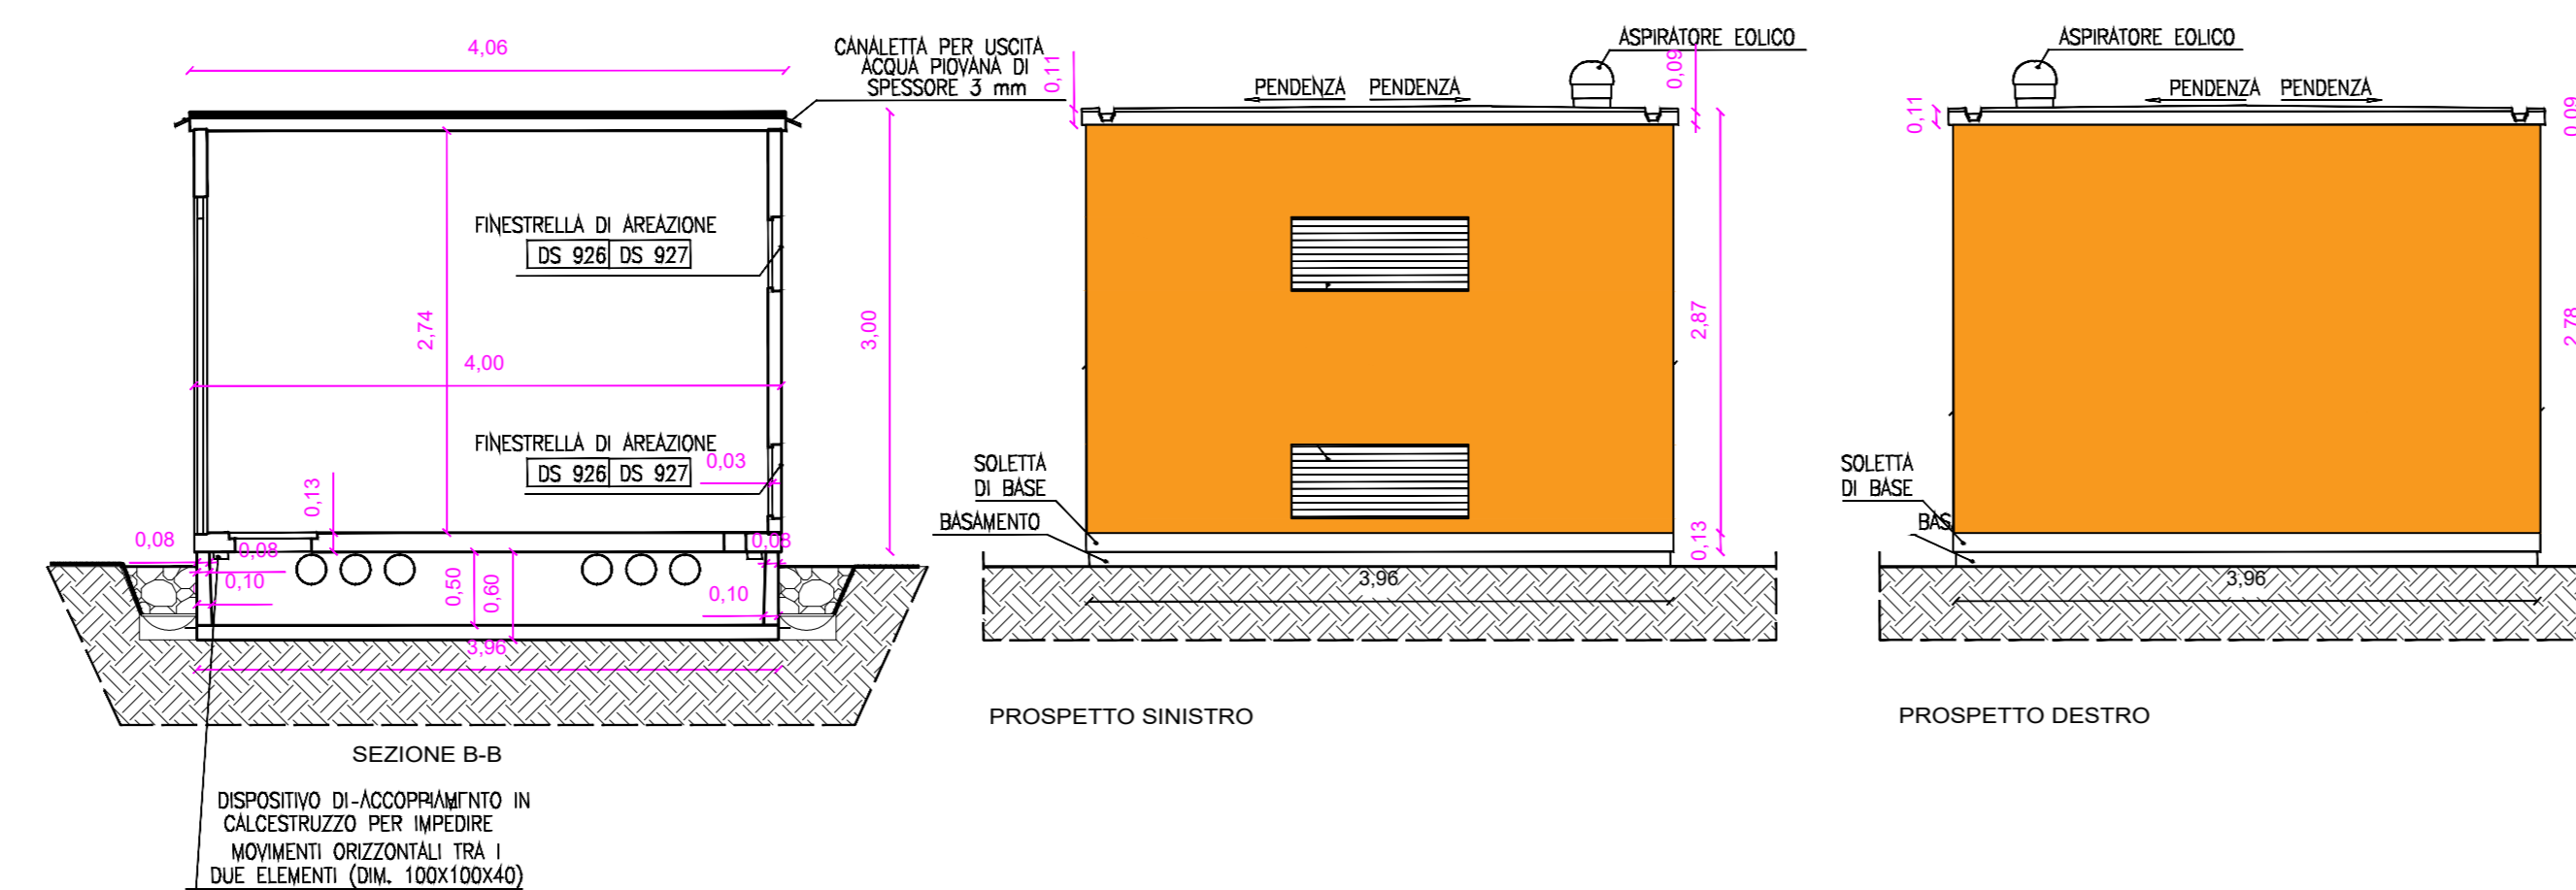 4,06
CANALETTA PER USCITA
ACQUA PIOVANA DI
SPESSORE 3 mm
2,74
4,00
3,00
FINESTRELLA DI AREAZIONE
DS 926 DS 927
FINESTRELLA DI AREAZIONE
DS 926 DS 927
0,03
0,13
0,08
0,08
0,08
0,10
0,50
0,60
0,10
3,96
SEZIONE B-B
DISPOSITIVO DI-ACCOPPIAMENTO IN
CALCESTRUZZO PER IMPEDIRE
MOVIMENTI ORIZZONTALI TRA I
DUE ELEMENTI (DIM. 100X100X40)
ASPIRATORE EOLICO
0,11
PENDENZA PENDENZA
0,09
2,87
SOLETTA
DI BASE
BASAMENTO
0,13
3,96
PROSPETTO SINISTRO
ASPIRATORE EOLICO
PENDENZA PENDENZA
0,11
0,09
2,78
SOLETTA
DI BASE
BAS
3,96
PROSPETTO DESTRO